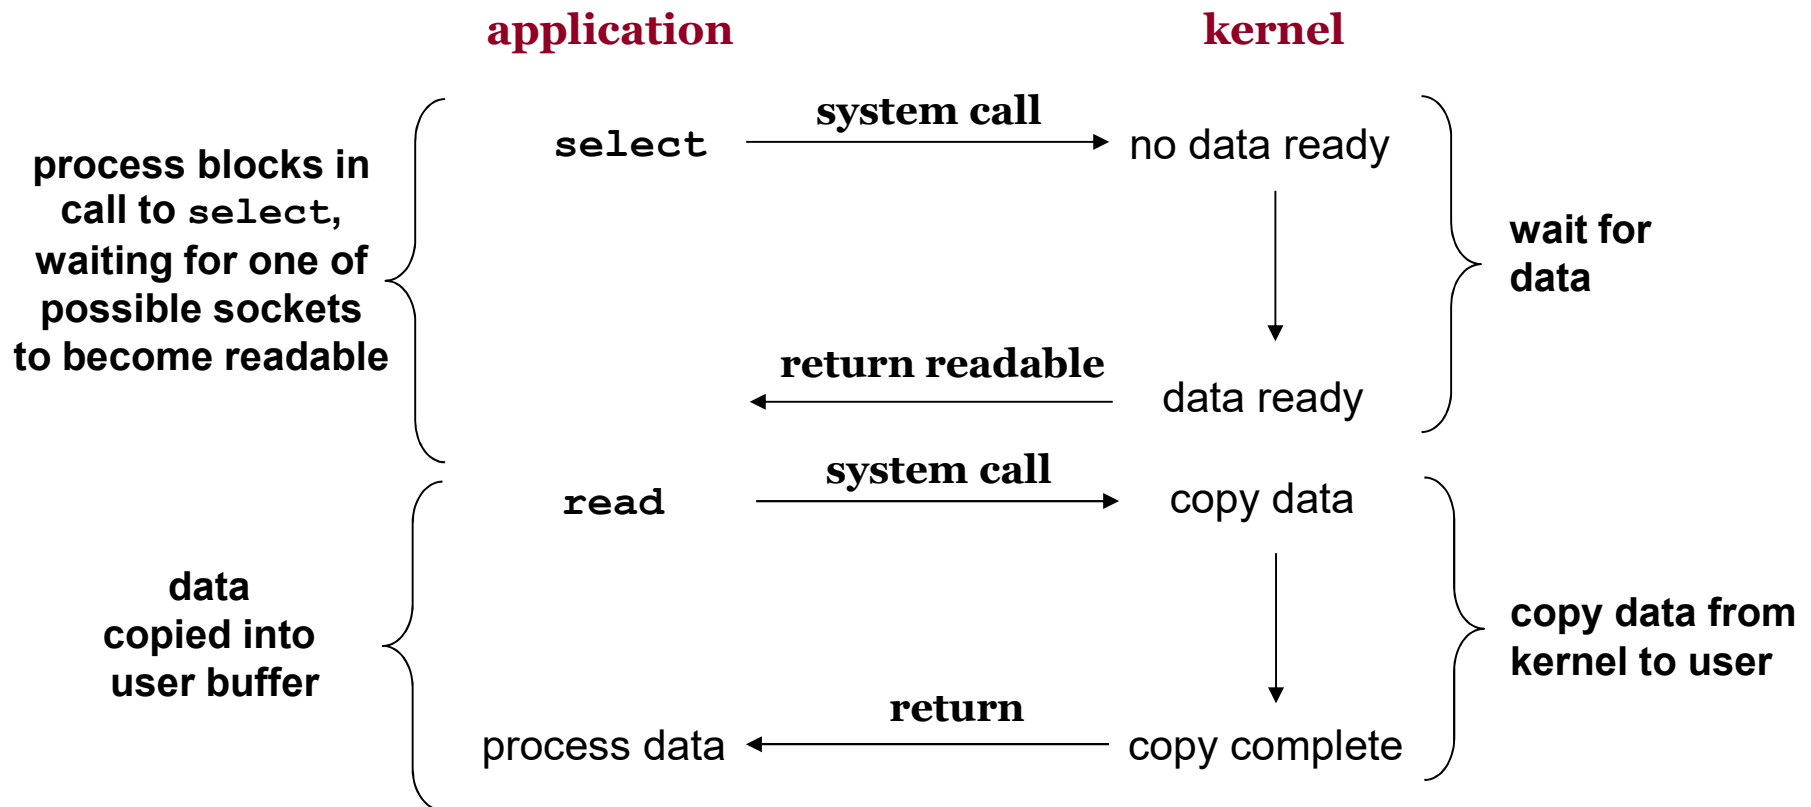 application
kernel
process blocks in
call to select,
waiting for one of
possible sockets
to become readable
select
system call
no data ready
wait for
data
return readable
data ready
data
copied into
user buffer
read
system call
copy data
copy data from
kernel to user
process data
return
copy complete